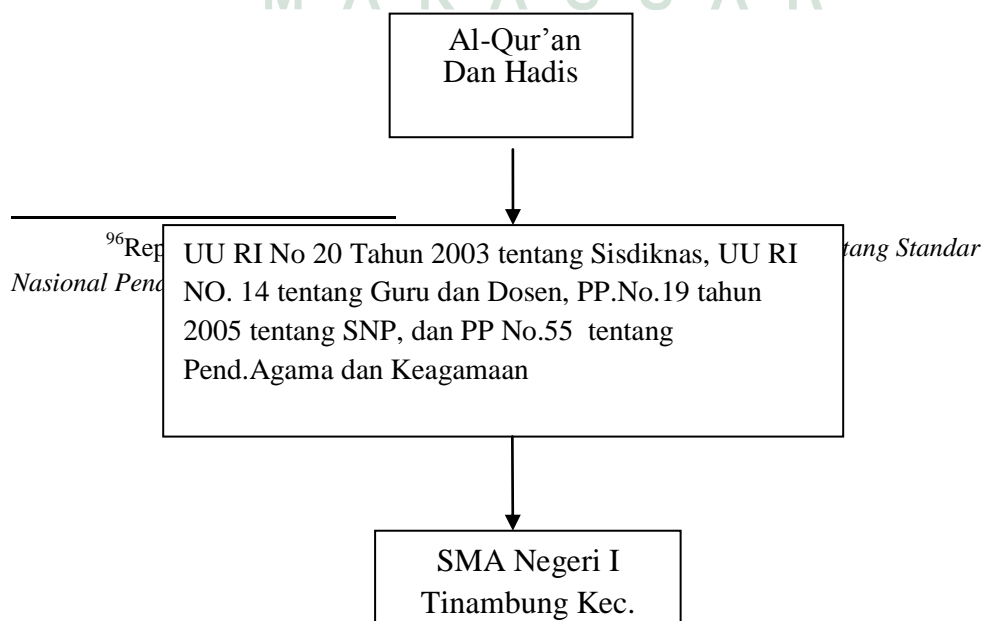 MAKASSAR
Al-Qur’an
Dan Hadis
⁹⁶Rep
tang Standar
Nasional Pend
UU RI No 20 Tahun 2003 tentang Sisdiknas, UU RI
NO. 14 tentang Guru dan Dosen, PP.No.19 tahun
2005 tentang SNP, dan PP No.55 tentang
Pend.Agama dan Keagamaan
SMA Negeri I
Tinambung Kec.